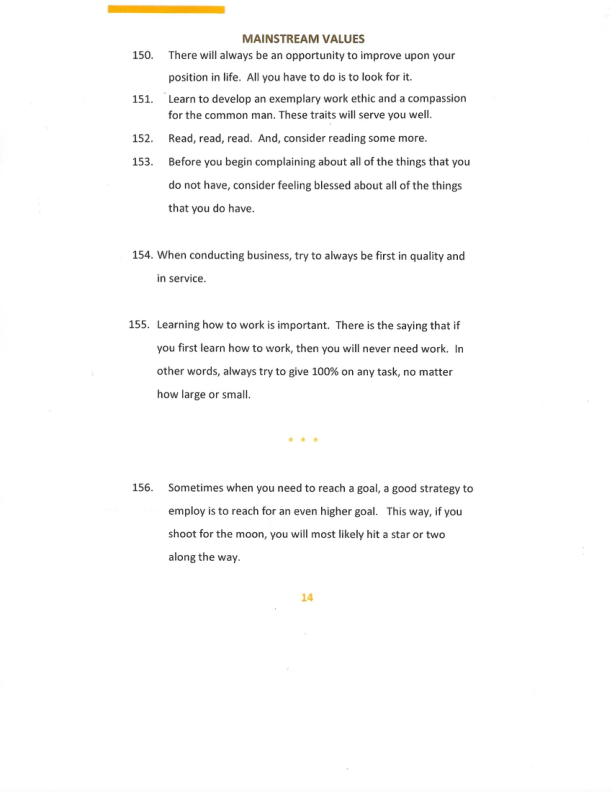 MAINSTREAM VALUES
150. There will always be an opportunity to improve upon your
position in life. All you have to do is to look for it.
151. Learn to develop an exemplary work ethic and a compassion
for the common man. These traits will serve you well.
152. Read, read, read. And, consider reading some more.
153. Before you begin complaining about all of the things that you
do not have, consider feeling blessed about all of the things
that you do have.
154. When conducting business, try to always be first in quality and
in service.
155. Learning how to work is important. There is the saying that if
you first learn how to work, then you will never need work. In
other words, always try to give 100% on any task, no matter
how large or small.
* * *
156. Sometimes when you need to reach a goal, a good strategy to
employ is to reach for an even higher goal. This way, if you
shoot for the moon, you will most likely hit a star or two
along the way.
14